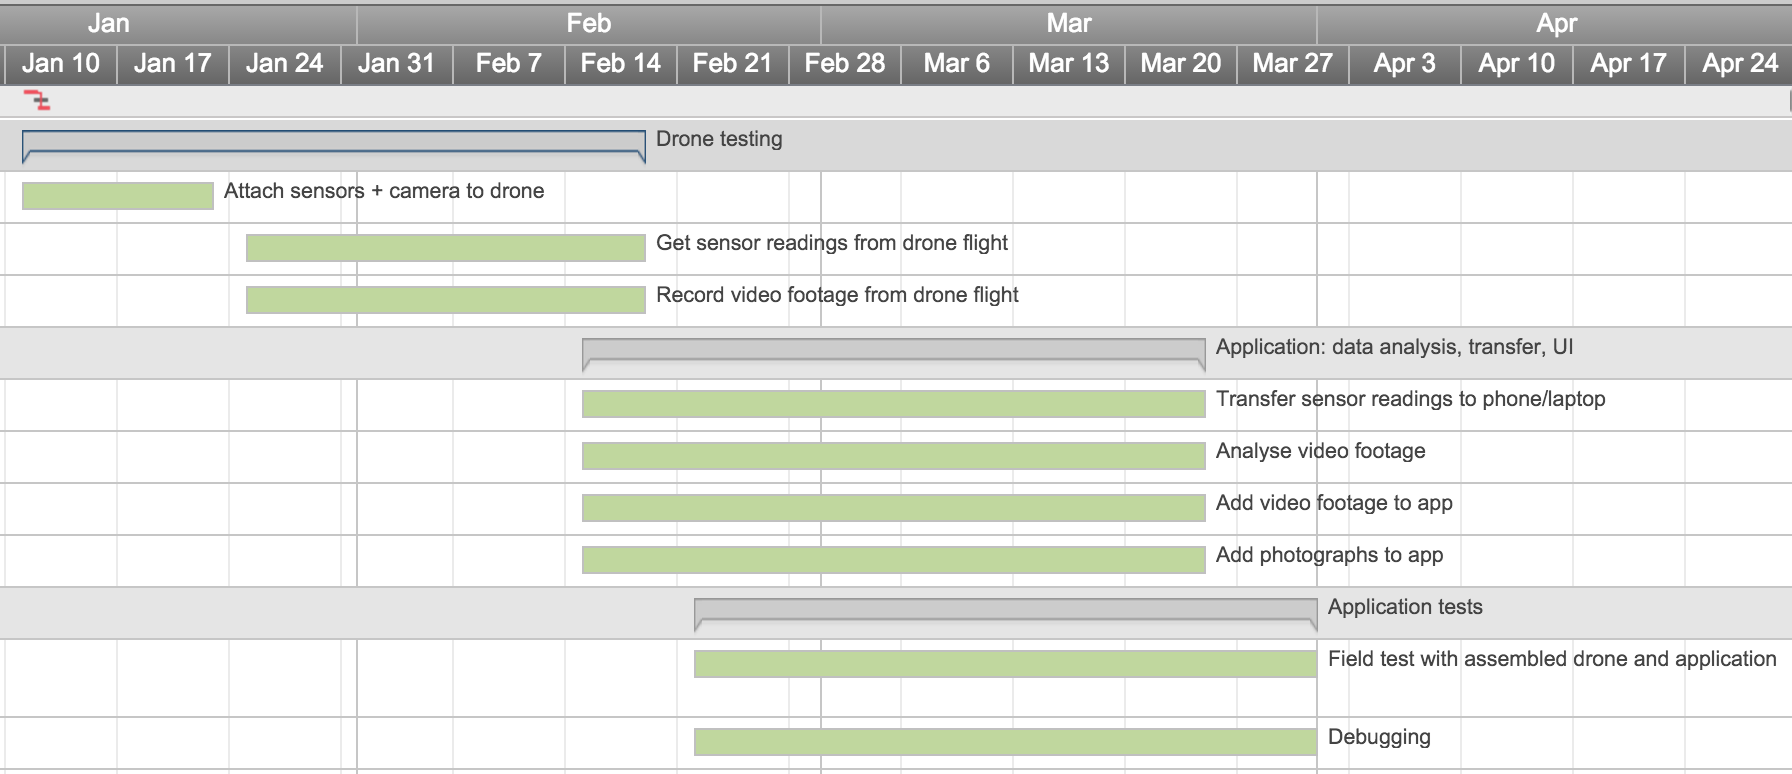 Jan Feb Mar Apr
Jan 10 Jan 17 Jan 24 Jan 31 Feb 7 Feb 14 Feb 21 Feb 28 Mar 6 Mar 13 Mar 20 Mar 27 Apr 3 Apr 10 Apr 17 Apr 24
Drone testing
Attach sensors + camera to drone
Get sensor readings from drone flight
Record video footage from drone flight
Application: data analysis, transfer, UI
Transfer sensor readings to phone/laptop
Analyse video footage
Add video footage to app
Add photographs to app
Application tests
Field test with assembled drone and application
Debugging